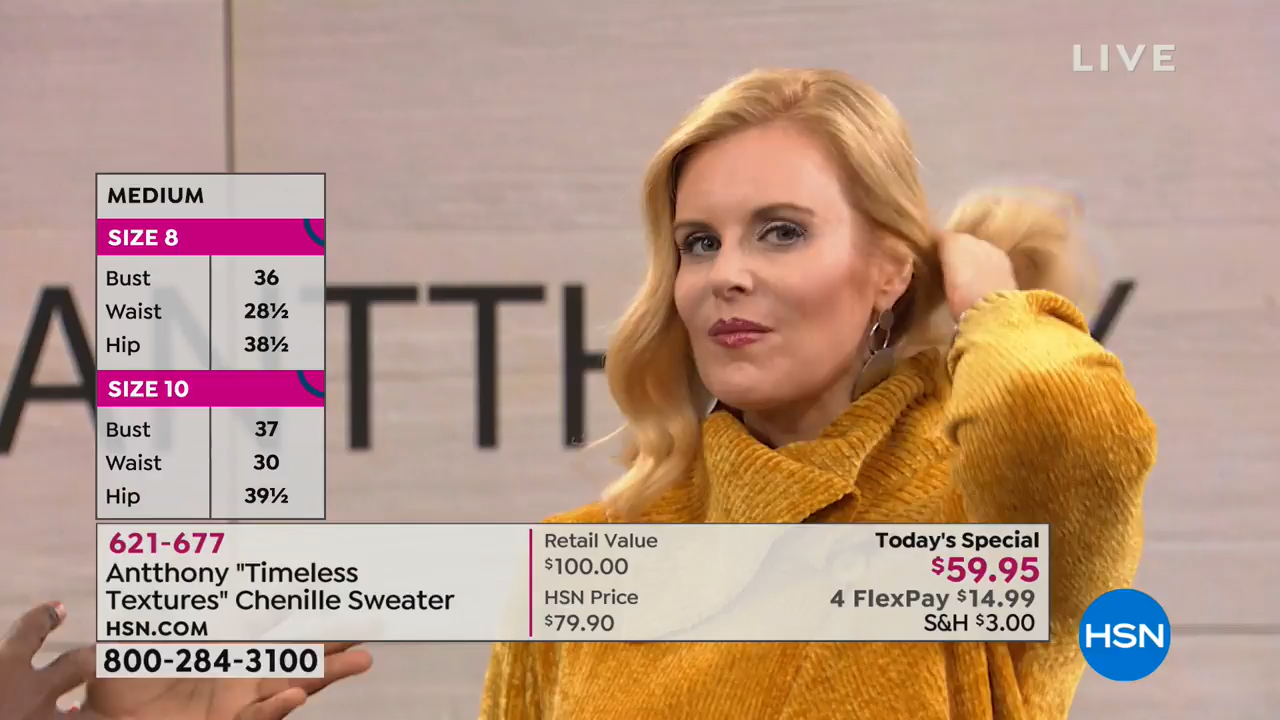 LIVE
ANTTHONY
MEDIUM
SIZE 8
Bust 36
Waist 28½
Hip 38½
SIZE 10
Bust 37
Waist 30
Hip 39½
621-677
Antthony "Timeless
Textures" Chenille Sweater
HSN.COM
Retail Value
$100.00
HSN Price
$79.90
Today's Special
$59.95
4 FlexPay $14.99
S&H $3.00
800-284-3100
HSN